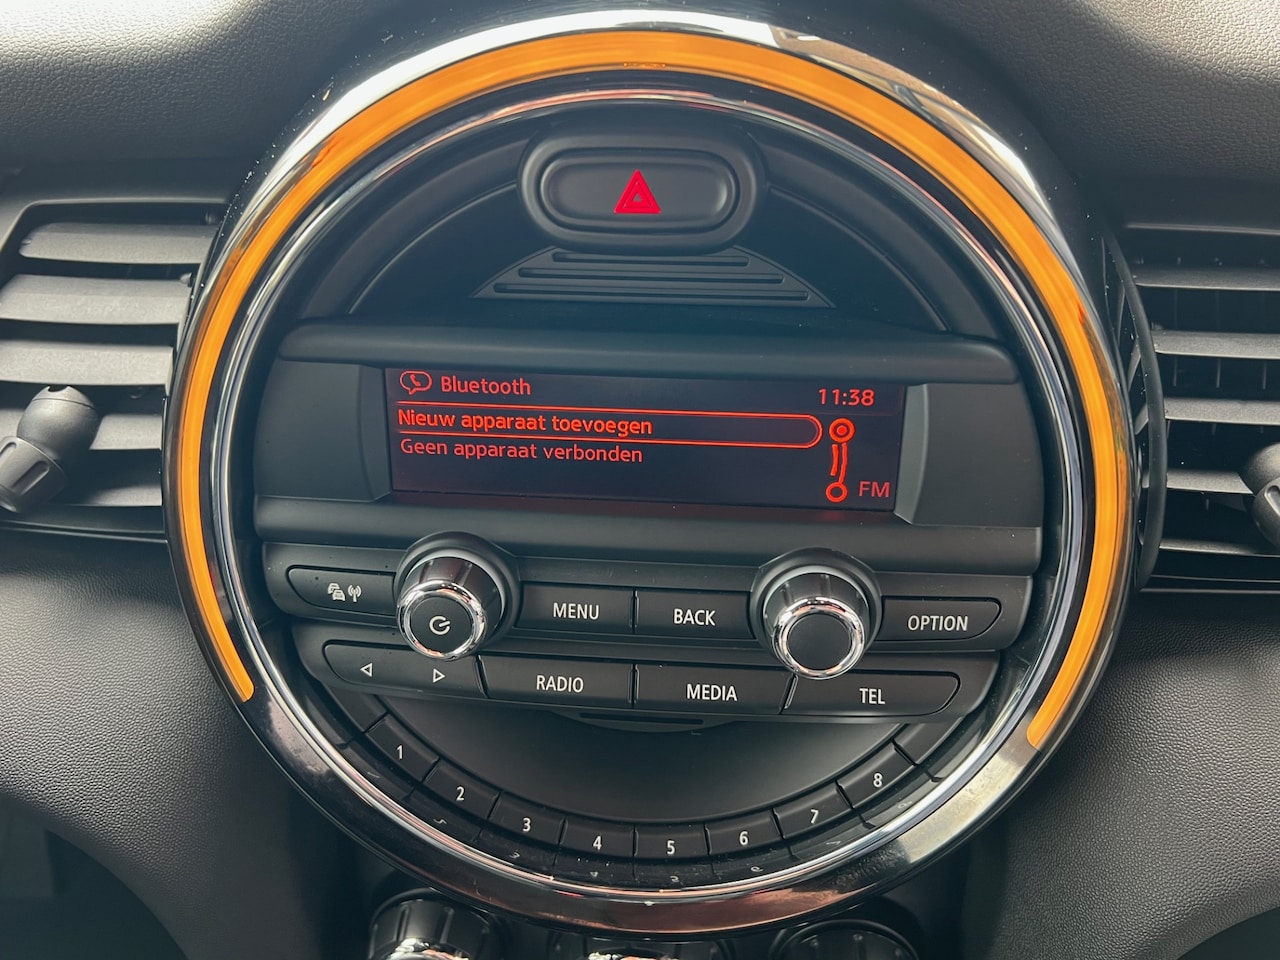 Bluetooth
11:38
Nieuw apparaat toevoegen
Geen apparaat verbonden
FM
MENU
BACK
OPTION
RADIO
MEDIA
TEL
1
2
3
4
5
6
7
8